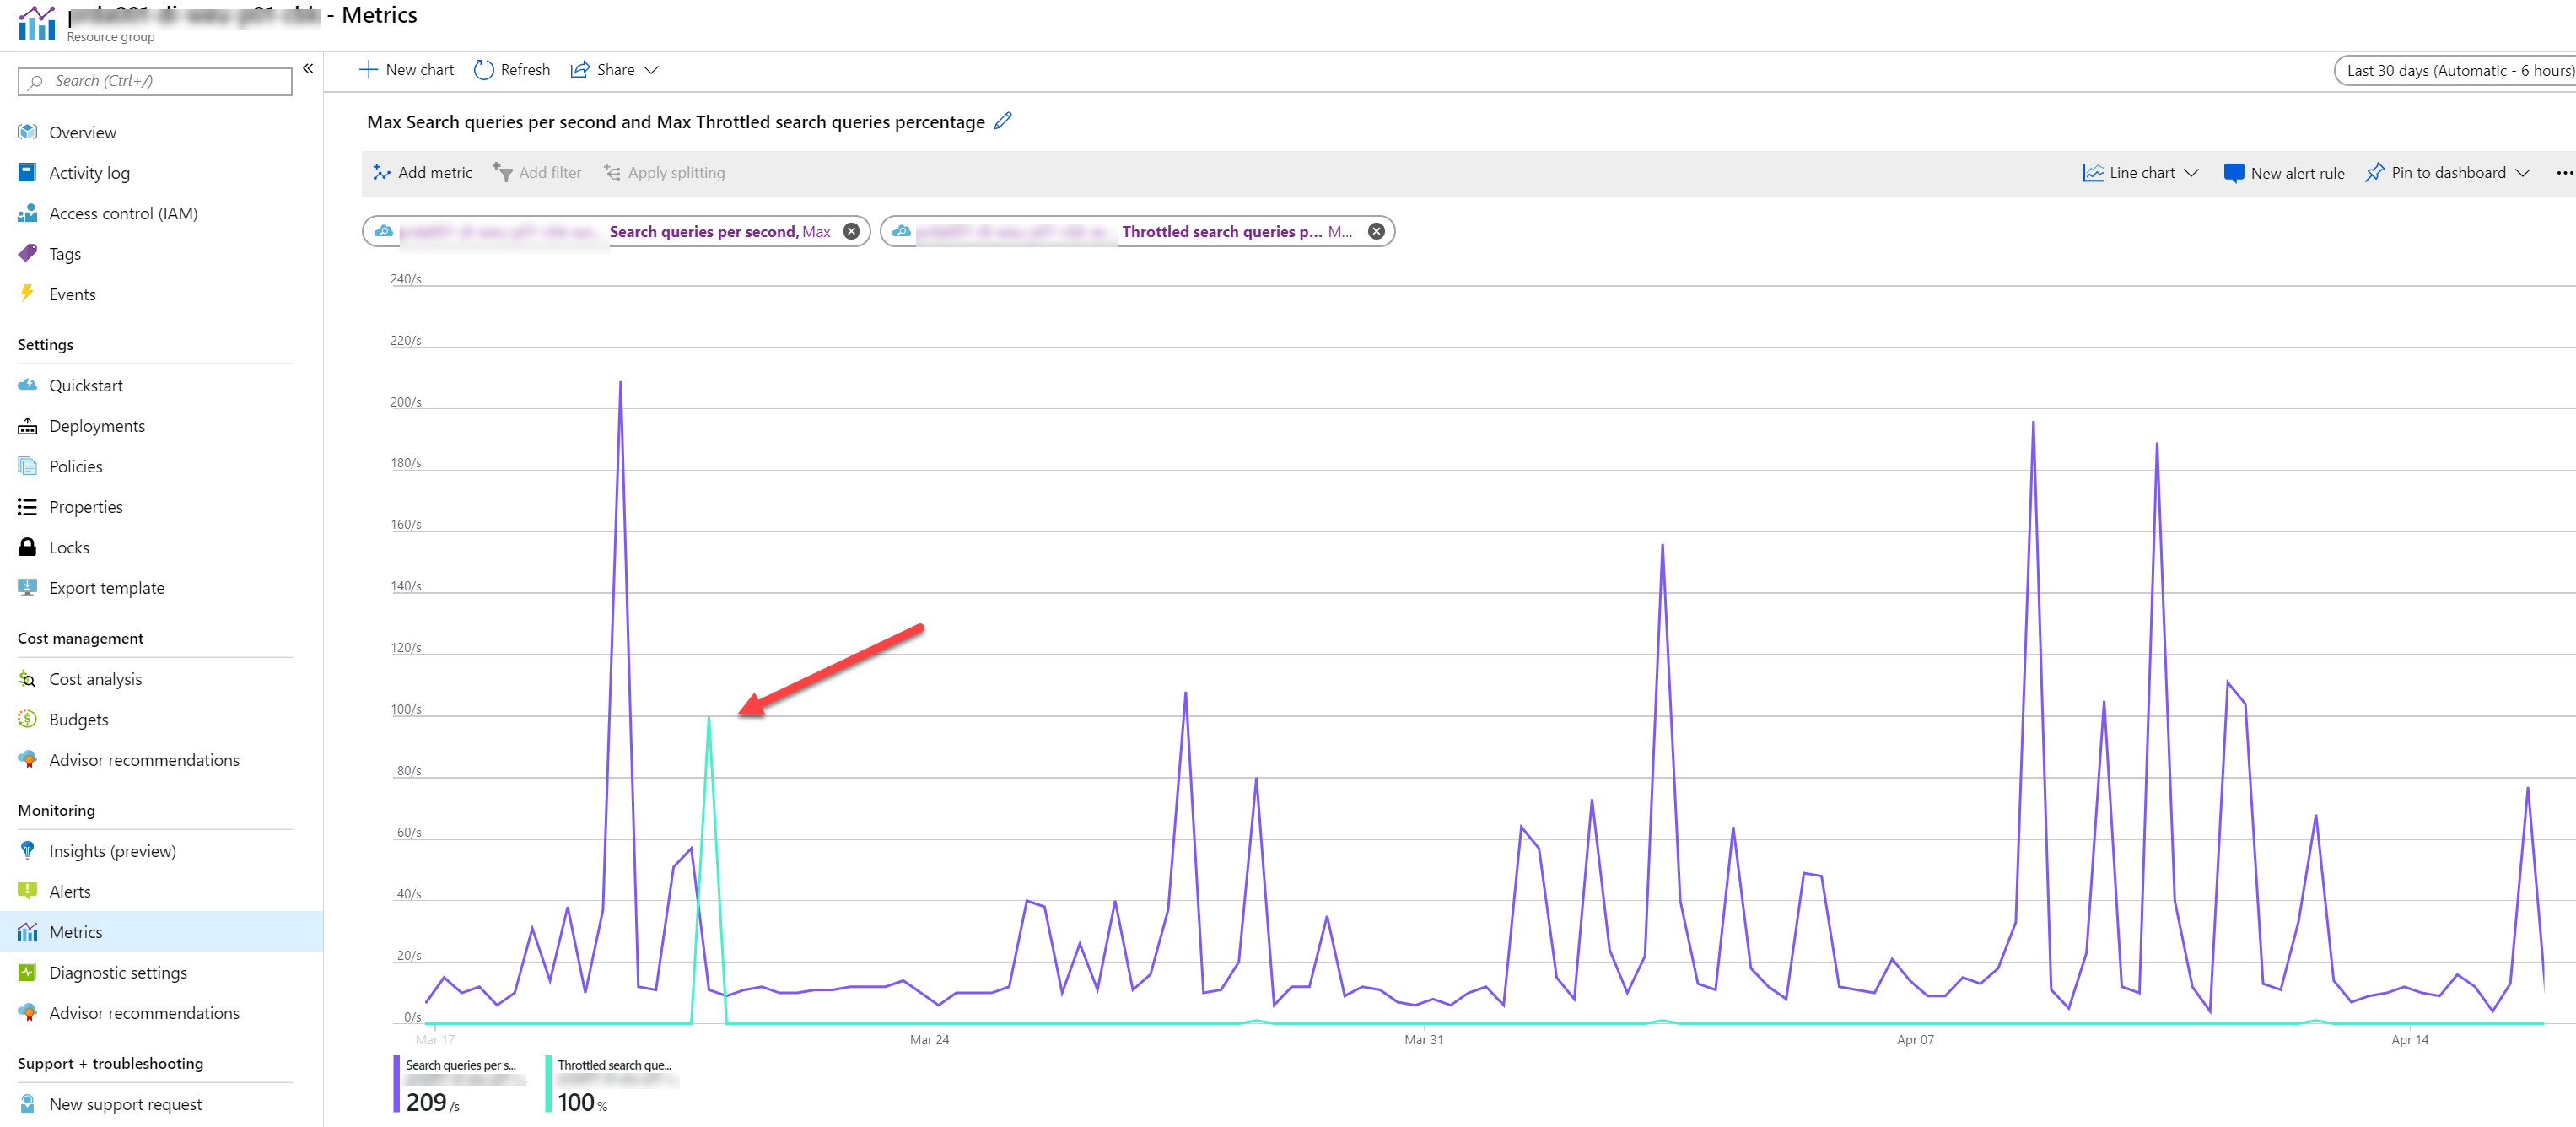 - Metrics
Resource group
Search (Ctrl+/)
«
Overview
Activity log
Access control (IAM)
Tags
Events
Settings
Quickstart
Deployments
Policies
Properties
Locks
Export template
Cost management
Cost analysis
Budgets
Advisor recommendations
Monitoring
Insights (preview)
Alerts
Metrics
Diagnostic settings
Advisor recommendations
Support + troubleshooting
New support request
New chart
Refresh
Share
Last 30 days (Automatic - 6 hours)
Max Search queries per second and Max Throttled search queries percentage
Add metric
Add filter
Apply splitting
Line chart
New alert rule
Pin to dashboard
Search queries per second, Max
Throttled search queries p... M...
240/s
220/s
200/s
180/s
160/s
140/s
120/s
100/s
80/s
60/s
40/s
20/s
0/s
Mar 17
Mar 24
Mar 31
Apr 07
Apr 14
Search queries per s...
209 /s
Throttled search que...
100 %